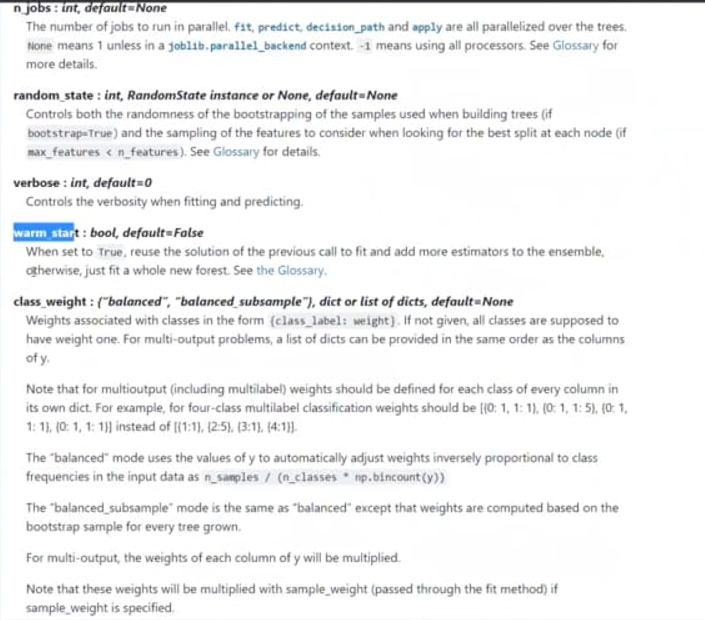 n_jobs : int, default=None
The number of jobs to run in parallel. fit, predict, decision_path and apply are all parallelized over the trees.
None means 1 unless in a joblib.parallel_backend context. -1 means using all processors. See Glossary for
more details.
random_state : int, RandomState instance or None, default=None
Controls both the randomness of the bootstrapping of the samples used when building trees (if
bootstrap=True) and the sampling of the features to consider when looking for the best split at each node (if
max_features < n_features). See Glossary for details.
verbose : int, default=0
Controls the verbosity when fitting and predicting.
warm_start : bool, default=False
When set to True, reuse the solution of the previous call to fit and add more estimators to the ensemble,
otherwise, just fit a whole new forest. See the Glossary.
class_weight : {"balanced", "balanced_subsample"}, dict or list of dicts, default=None
Weights associated with classes in the form {class_label: weight}. If not given, all classes are supposed to
have weight one. For multi-output problems, a list of dicts can be provided in the same order as the columns
of y.
Note that for multioutput (including multilabel) weights should be defined for each class of every column in
its own dict. For example, for four-class multilabel classification weights should be [{0: 1, 1: 1}, {0: 1, 1: 5}, {0: 1,
1: 1}, {0: 1, 1: 1}] instead of [{1:1}, {2:5}, {3:1}, {4:1}].
The "balanced" mode uses the values of y to automatically adjust weights inversely proportional to class
frequencies in the input data as n_samples / (n_classes * np.bincount(y))
The "balanced_subsample" mode is the same as "balanced" except that weights are computed based on the
bootstrap sample for every tree grown.
For multi-output, the weights of each column of y will be multiplied.
Note that these weights will be multiplied with sample_weight (passed through the fit method) if
sample_weight is specified.